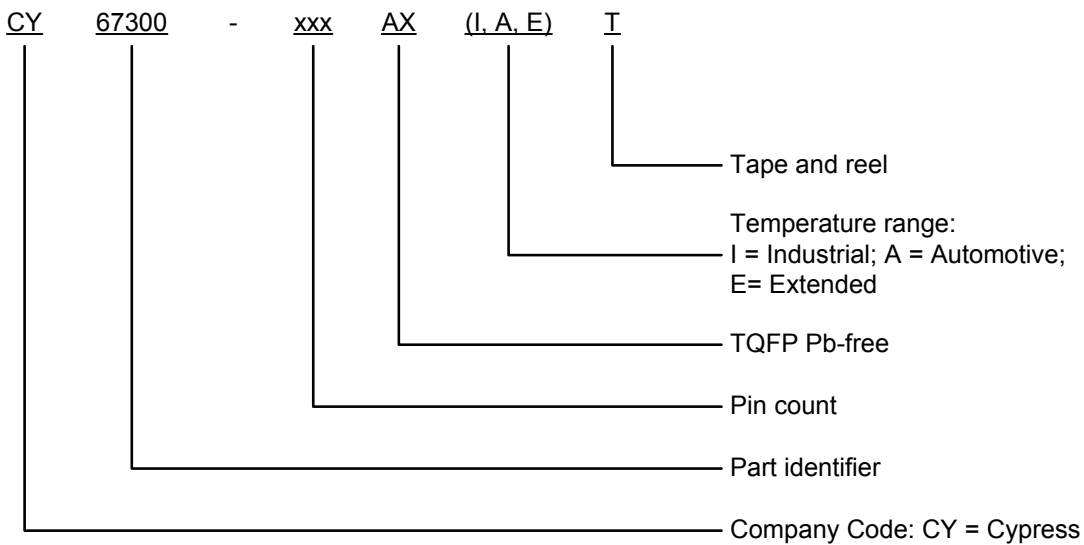 CY 67300 - xxx AX (I, A, E) T
Tape and reel
Temperature range:
I = Industrial; A = Automotive;
E= Extended
TQFP Pb-free
Pin count
Part identifier
Company Code: CY = Cypress